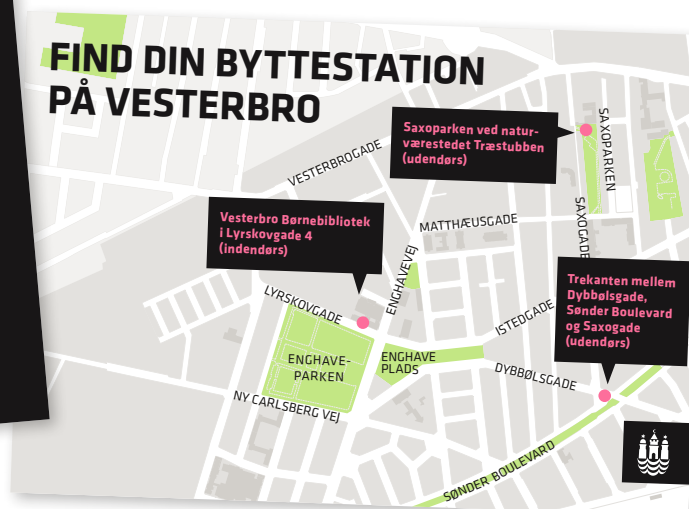 FIND DIN BYTTESTATION
PÅ VESTERBRO
Saxoparken ved natur-
værestedet Træstubben
(udendørs)
SAXOPARKEN
VESTERBROGADE
Vesterbro Børnebibliotek
i Lyrskovgade 4
(indendørs)
MATTHÆUSGADE
SAXOGADE
ENGHAVEVEJ
Trekanten mellem
Dybbølsgade,
Sønder Boulevard
og Saxogade
(udendørs)
LYRSKOVGADE
ISTEDGADE
ENGHAVE-
PARKEN
ENGHAVE
PLADS
DYBBØLSGADE
NY CARLSBERG VEJ
SØNDER BOULEVARD